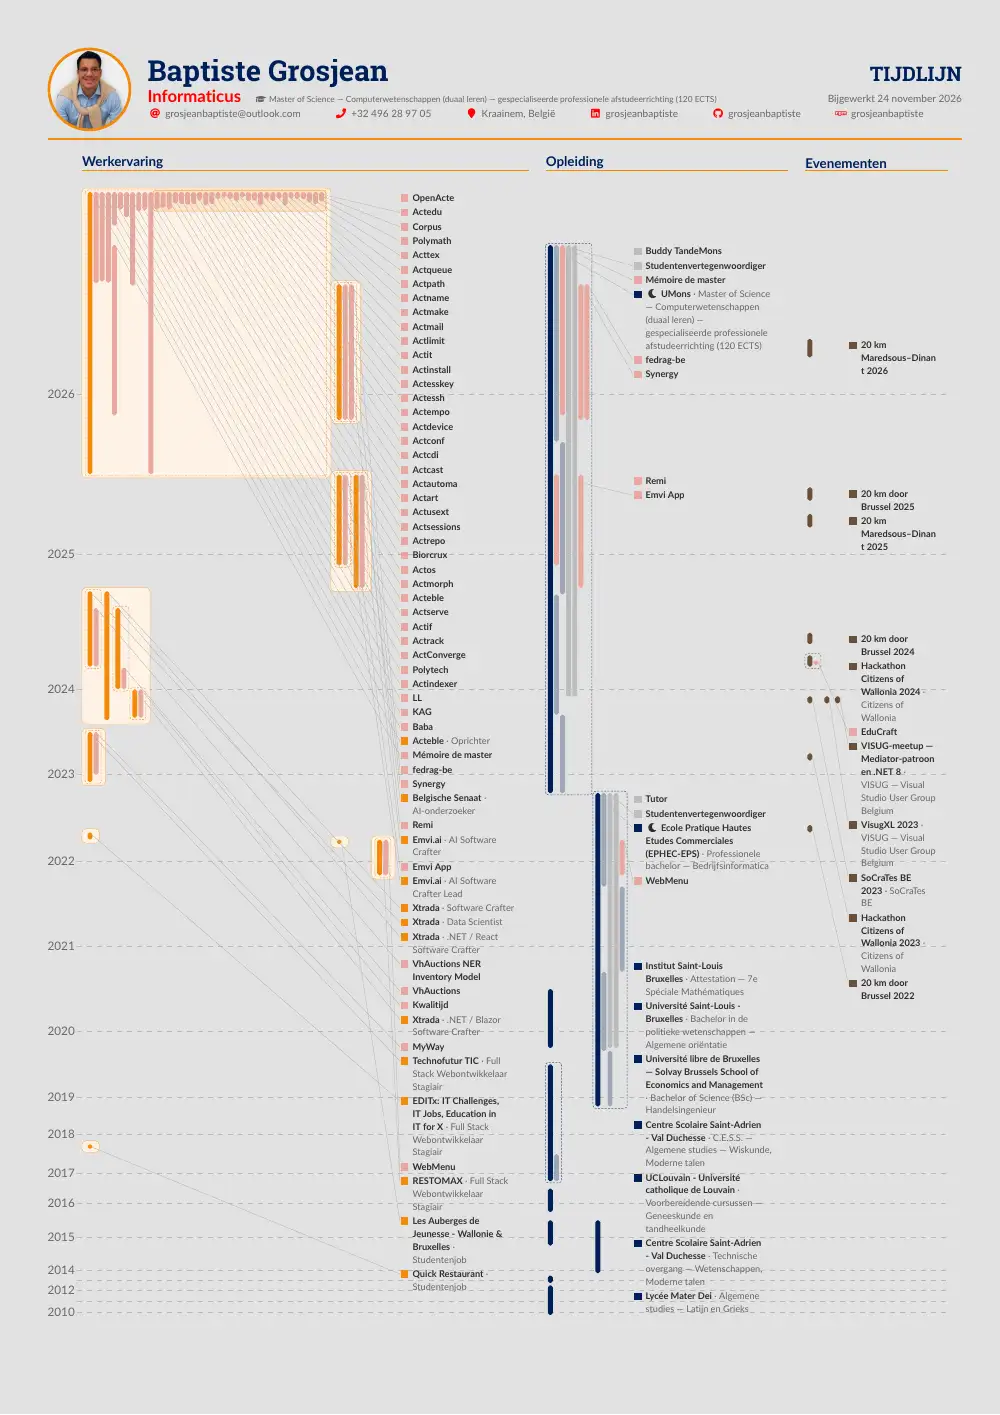 Baptiste Grosjean
TIJDLIJN
Informaticus
Master of Science — Computerwetenschappen (duaal leren) — gespecialiseerde professionele afstudeerrichting (120 ECTS)
Bijgewerkt 24 november 2026
grosjeanbaptiste@outlook.com
+32 496 28 97 05
Kraainem, België
grosjeanbaptiste
grosjeanbaptiste
grosjeanbaptiste
Werkervaring
OpenActe
Actedu
Corpus
Polymath
Acttex
Actqueue
Actpath
Actname
Actmake
Actmail
Actlimit
Actit
Actinstall
Actesskey
Actessh
Actempo
Actdevice
Actconf
Actcdi
Actcast
Actautoma
Actart
Actusext
Actsessions
Actrepo
Biorcrux
Actos
Actmorph
Acteble
Actserve
Actif
Actrack
ActConverge
Polytech
Actindexer
LL
KAG
Baba
Acteble · Oprichter
Mémoire de master
fedrag-be
Synergy
Belgische Senaat ·
AI-onderzoeker
Remi
Emvi.ai · AI Software
Crafter
Emvi App
Emvi.ai · AI Software
Crafter Lead
Xtrada · Software Crafter
Xtrada · Data Scientist
Xtrada · .NET / React
Software Crafter
VhAuctions NER
Inventory Model
VhAuctions
Kwalitijd
Xtrada · .NET / Blazor
Software Crafter
MyWay
Technofutur TIC · Full
Stack Webontwikkelaar
Stagiair
EDITx: IT Challenges,
IT Jobs, Education in
IT for X · Full Stack
Webontwikkelaar
Stagiair
WebMenu
RESTOMAX · Full Stack
Webontwikkelaar
Stagiair
Les Auberges de
Jeunesse - Wallonie &
Bruxelles ·
Studentenjob
Quick Restaurant ·
Studentenjob
Opleiding
Buddy TandeMons
Studentenvertegenwoordiger
Mémoire de master
UMons · Master of Science
— Computerwetenschappen
(duaal leren) —
gespecialiseerde professionele
afstudeerrichting (120 ECTS)
fedrag-be
Synergy
Remi
Emvi App
Tutor
Studentenvertegenwoordiger
Ecole Pratique Hautes
Etudes Commerciales
(EPHEC-EPS) · Professionele
bachelor — Bedrijfsinformatica
WebMenu
Institut Saint-Louis
Bruxelles · Attestation — 7e
Spéciale Mathématiques
Université Saint-Louis -
Bruxelles · Bachelor in de
politieke wetenschappen —
Algemene oriëntatie
Université libre de Bruxelles
— Solvay Brussels School of
Economics and Management
· Bachelor of Science (BSc) —
Handelsingenieur
Centre Scolaire Saint-Adrien
- Val Duchesse · C.E.S.S. —
Algemene studies — Wiskunde,
Moderne talen
UCLouvain - Université
catholique de Louvain ·
Voorbereidende cursussen —
Geneeskunde en
tandheelkunde
Centre Scolaire Saint-Adrien
- Val Duchesse · Technische
overgang — Wetenschappen,
Moderne talen
Lycée Mater Dei · Algemene
studies — Latijn en Grieks
Evenementen
20 km
Maredsous–Dinan
t 2026
20 km door
Brussel 2025
20 km
Maredsous–Dinan
t 2025
20 km door
Brussel 2024
Hackathon
Citizens of
Wallonia 2024 ·
Citizens of
Wallonia
EduCraft
VISUG-meetup —
Mediator-patroon
en .NET 8 ·
VISUG — Visual
Studio User Group
Belgium
VisugXL 2023 ·
VISUG — Visual
Studio User Group
Belgium
SoCraTes BE
2023 · SoCraTes
BE
Hackathon
Citizens of
Wallonia 2023 ·
Citizens of
Wallonia
20 km door
Brussel 2022
2026
2025
2024
2023
2022
2021
2020
2019
2018
2017
2016
2015
2014
2012
2010